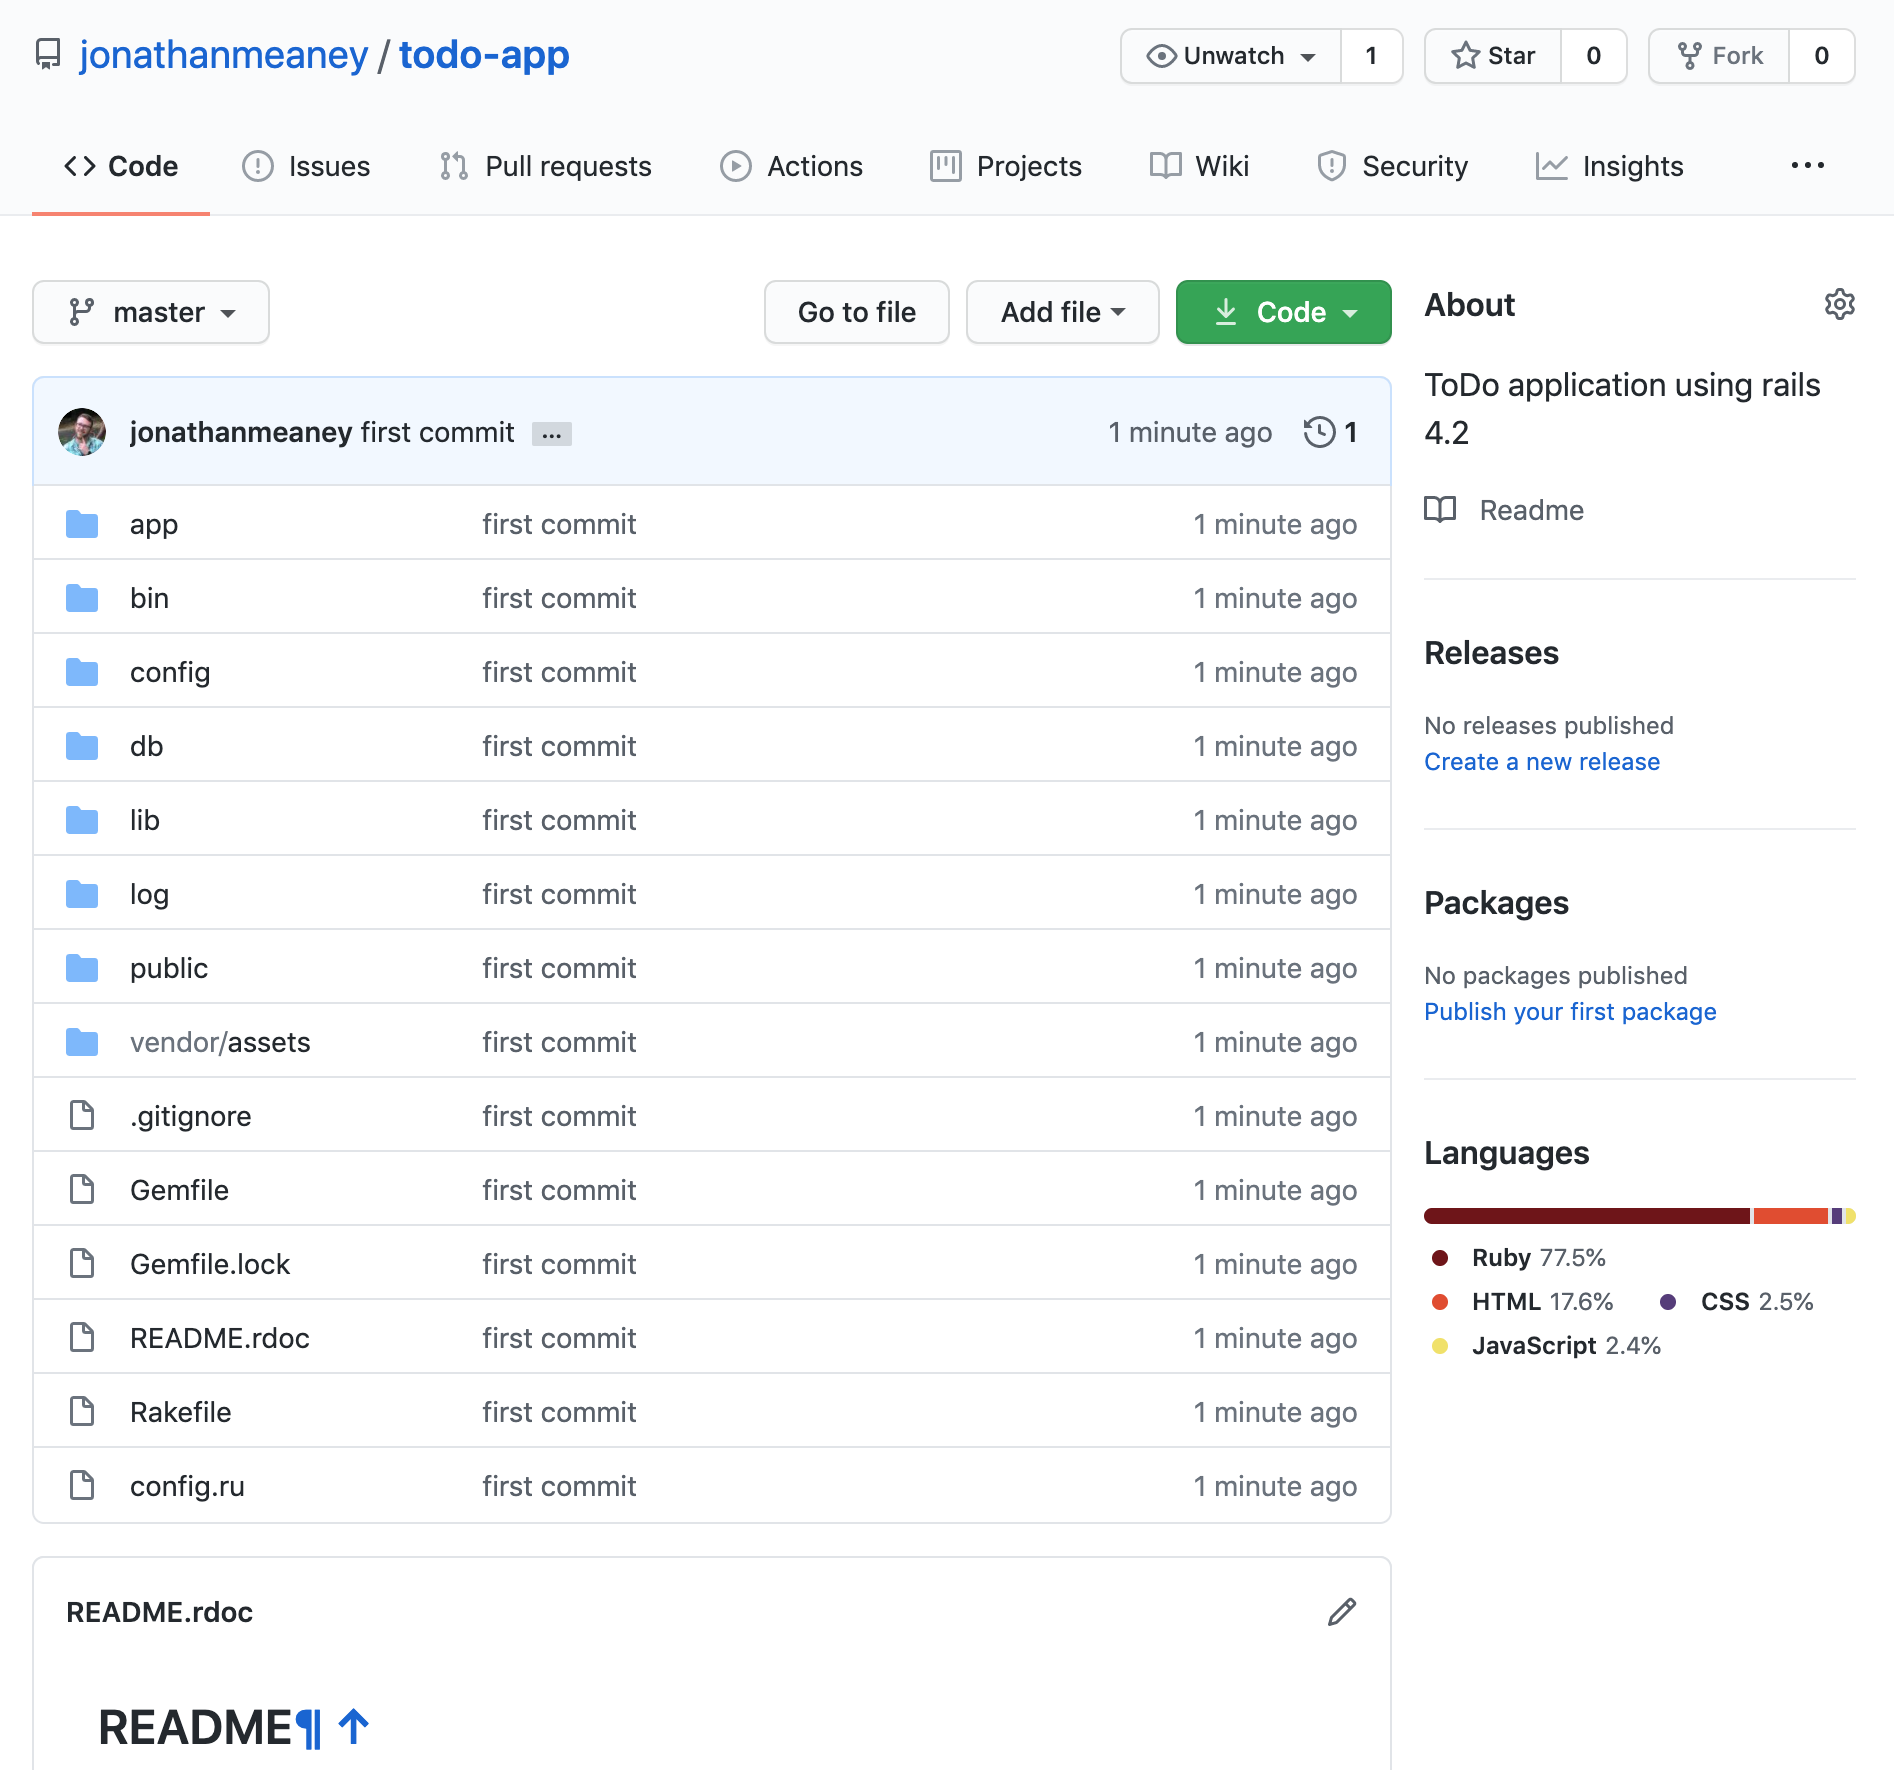 jonathanmeaney / todo-app
Unwatch 1 Star 0 Fork 0
Code Issues Pull requests Actions Projects Wiki Security Insights ...
master Go to file Add file Code
jonathanmeaney first commit ... 1 minute ago 1
app first commit 1 minute ago
bin first commit 1 minute ago
config first commit 1 minute ago
db first commit 1 minute ago
lib first commit 1 minute ago
log first commit 1 minute ago
public first commit 1 minute ago
vendor/assets first commit 1 minute ago
.gitignore first commit 1 minute ago
Gemfile first commit 1 minute ago
Gemfile.lock first commit 1 minute ago
README.rdoc first commit 1 minute ago
Rakefile first commit 1 minute ago
config.ru first commit 1 minute ago
README.rdoc
README¶ ↑
About
ToDo application using rails
4.2
Readme
Releases
No releases published
Create a new release
Packages
No packages published
Publish your first package
Languages
Ruby 77.5%
HTML 17.6% CSS 2.5%
JavaScript 2.4%